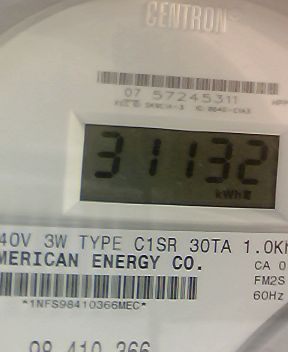 CENTRON®
07 57245311
31132
kWh
40V 3W TYPE C1SR 30TA 1.0K
MERICAN ENERGY CO.
CA 0
FM2S
*1NFS98410366MEC*
60Hz
98 410 366